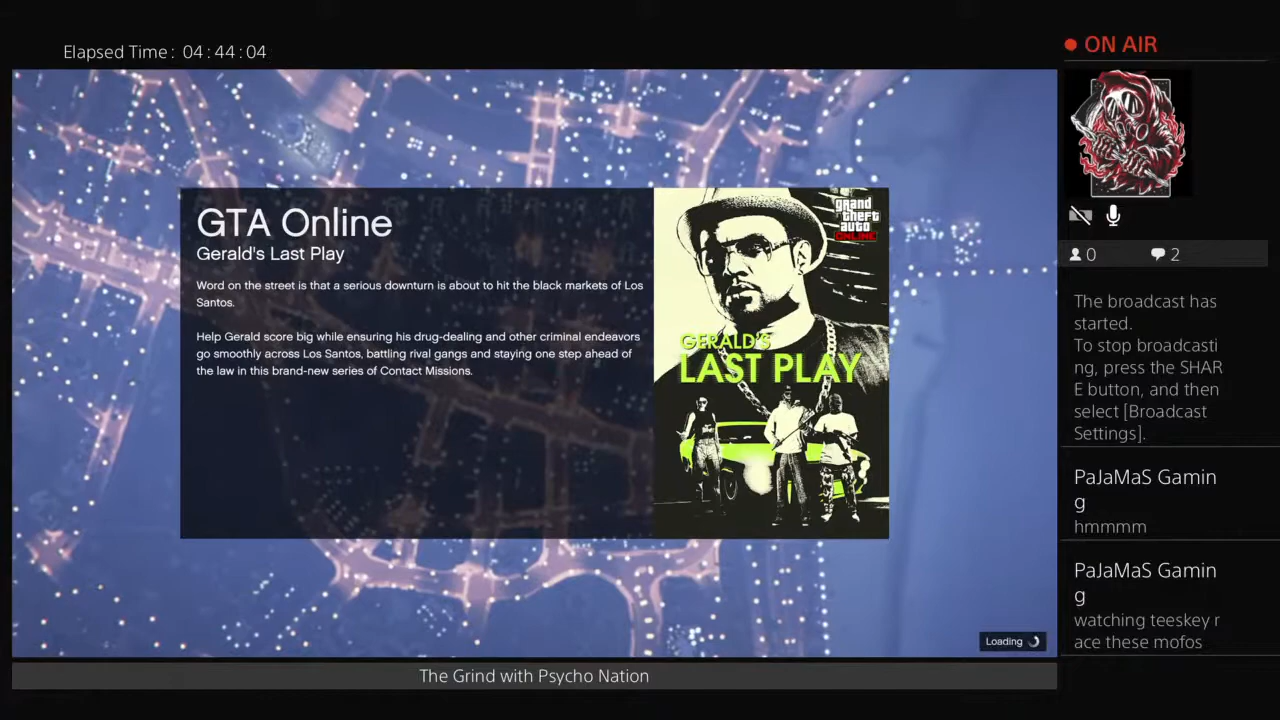 Elapsed Time: 04:44:04
ON AIR
GTA Online
Gerald's Last Play
Word on the street is that a serious downturn is about to hit the black markets of Los
Santos.
Help Gerald score big while ensuring his drug-dealing and other criminal endeavors
go smoothly across Los Santos, battling rival gangs and staying one step ahead of
the law in this brand-new series of Contact Missions.
grand
theft
auto
ONLINE
GERALD'S
LAST PLAY
Loading
The Grind with Psycho Nation
0
2
The broadcast has
started.
To stop broadcasti
ng, press the SHAR
E button, and then
select [Broadcast
Settings].
PaJaMaS Gamin
g
hmmmm
PaJaMaS Gamin
g
watching teeskey r
ace these mofos